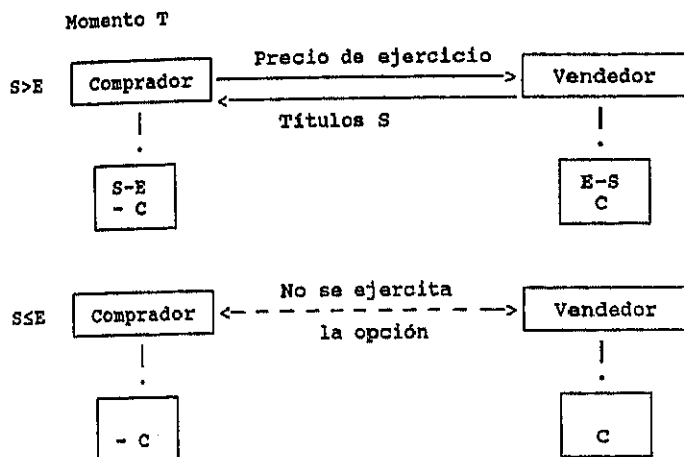 Momento T
Precio de ejercicio
S>E Comprador Vendedor
Títulos S
S-E E-S
- C C
No se ejercita
S≤E Comprador Vendedor
la opción
- C C